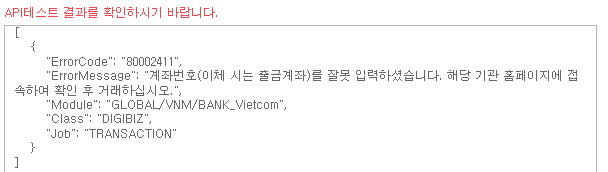 API테스트 결과를 확인하시기 바랍니다.
[
{
"ErrorCode": "80002411",
"ErrorMessage": "계좌번호(이체 시는 출금계좌)를 잘못 입력하셨습니다. 해당 기관 홈페이지에 접
속하여 확인 후 거래하십시오.",
"Module": "GLOBAL/VNM/BANK_Vietcom",
"Class": "DIGIBIZ",
"Job": "TRANSACTION"
}
]